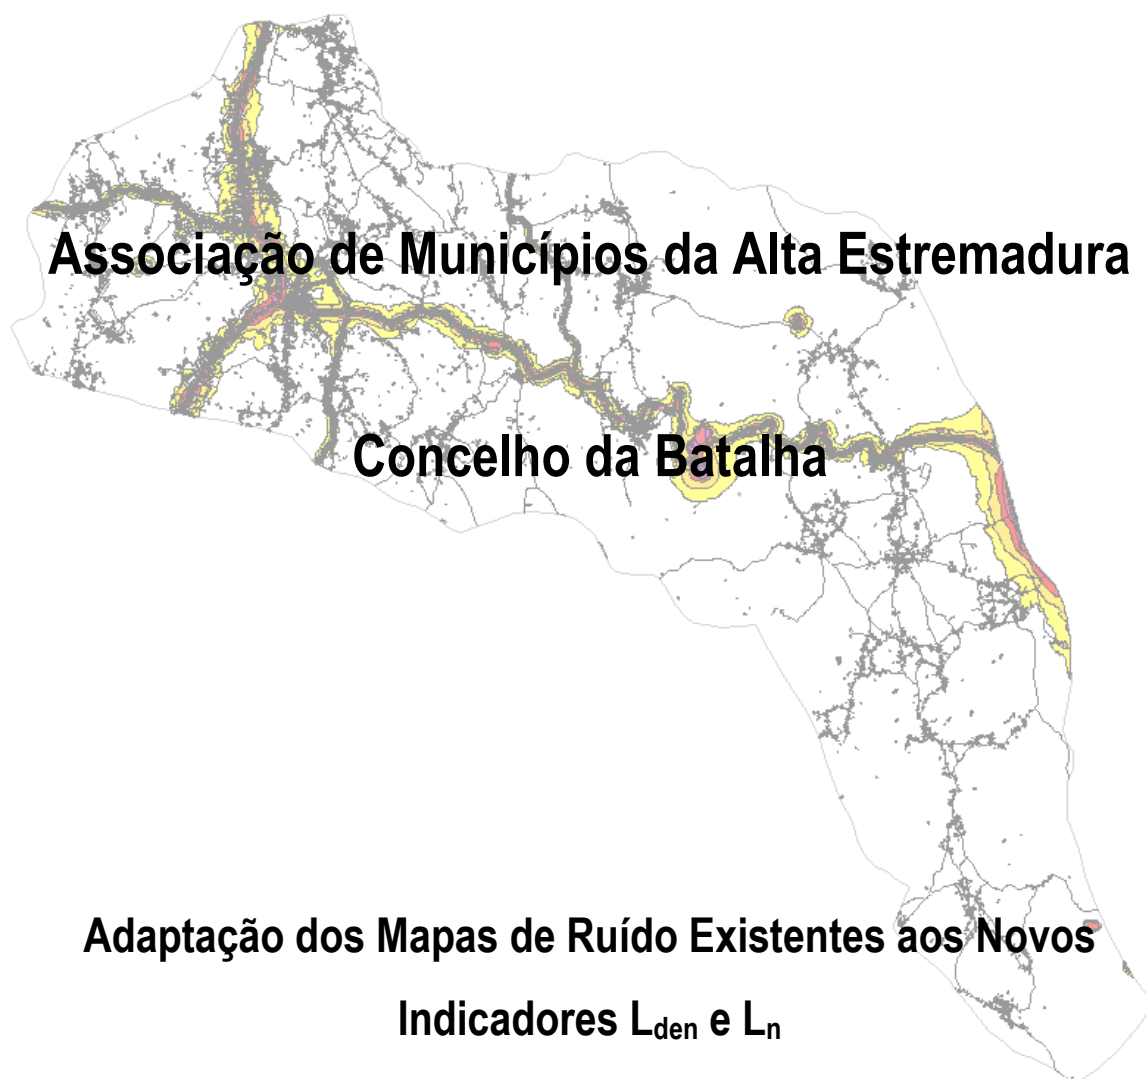 Associação de Municípios da Alta Estremadura
Concelho da Batalha
Adaptação dos Mapas de Ruído Existentes aos Novos
Indicadores Lden e Ln